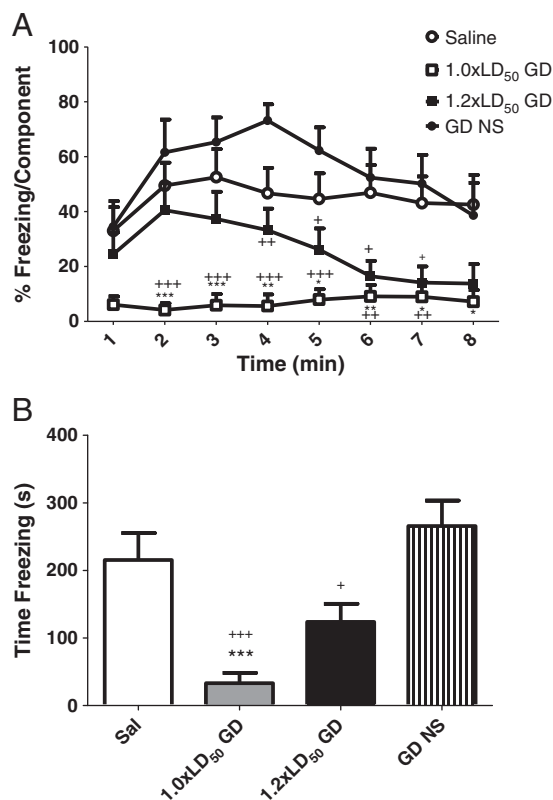 A
100
80
60
40
20
0
% Freezing/Component
Saline
1.0xLD50 GD
1.2xLD50 GD
GD NS
+
++
+
+
+++ +++ +++ +++
*** *** ** *
** * *
++ ++
1 2 3 4 5 6 7 8
Time (min)
B
400
300
200
100
0
Time Freezing (s)
+++
***
+
Sal
1.0xLD50 GD
1.2xLD50 GD
GD NS